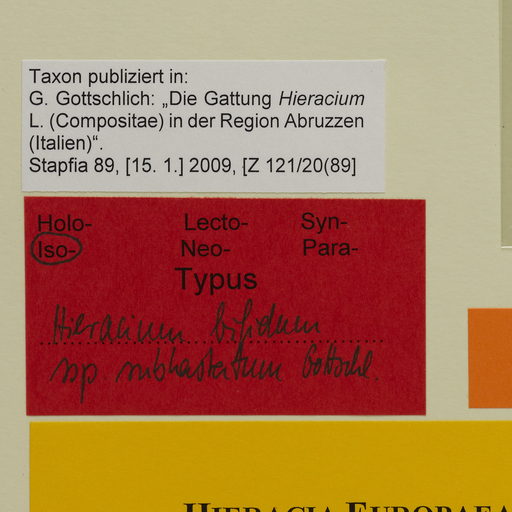 Taxon publiziert in:
G. Gottschlich: „Die Gattung Hieracium
L. (Compositae) in der Region Abruzzen
(Italien)“.
Stapfia 89, [15. 1.] 2009, [Z 121/20(89]
Holo- Lecto- Syn-
Iso- Neo- Para-
Typus
Hieracium bifidum
ssp subhastatum Gottschl.
HIERACIA EUROPAEA